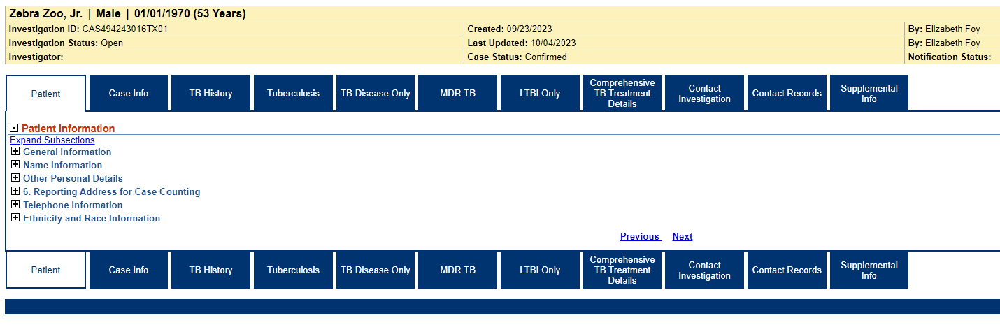 Zebra Zoo, Jr. | Male | 01/01/1970 (53 Years)
Investigation ID: CAS494243016TX01 Created: 09/23/2023 By: Elizabeth Foy
Investigation Status: Open Last Updated: 10/04/2023 By: Elizabeth Foy
Investigator: Case Status: Confirmed Notification Status:
Patient
Case Info
TB History
Tuberculosis
TB Disease Only
MDR TB
LTBI Only
Comprehensive
TB Treatment
Details
Contact
Investigation
Contact Records
Supplemental
Info
Patient Information
Expand Subsections
General Information
Name Information
Other Personal Details
6. Reporting Address for Case Counting
Telephone Information
Ethnicity and Race Information
Previous Next
Patient
Case Info
TB History
Tuberculosis
TB Disease Only
MDR TB
LTBI Only
Comprehensive
TB Treatment
Details
Contact
Investigation
Contact Records
Supplemental
Info